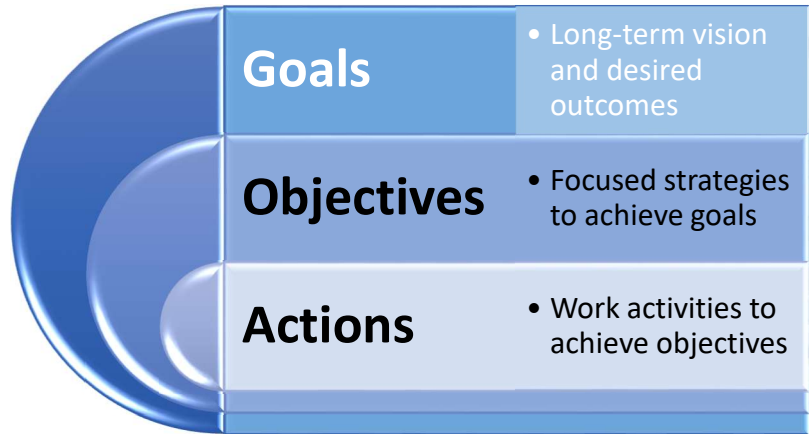 Goals
• Long-term vision
and desired
outcomes
Objectives
• Focused strategies
to achieve goals
Actions
• Work activities to
achieve objectives